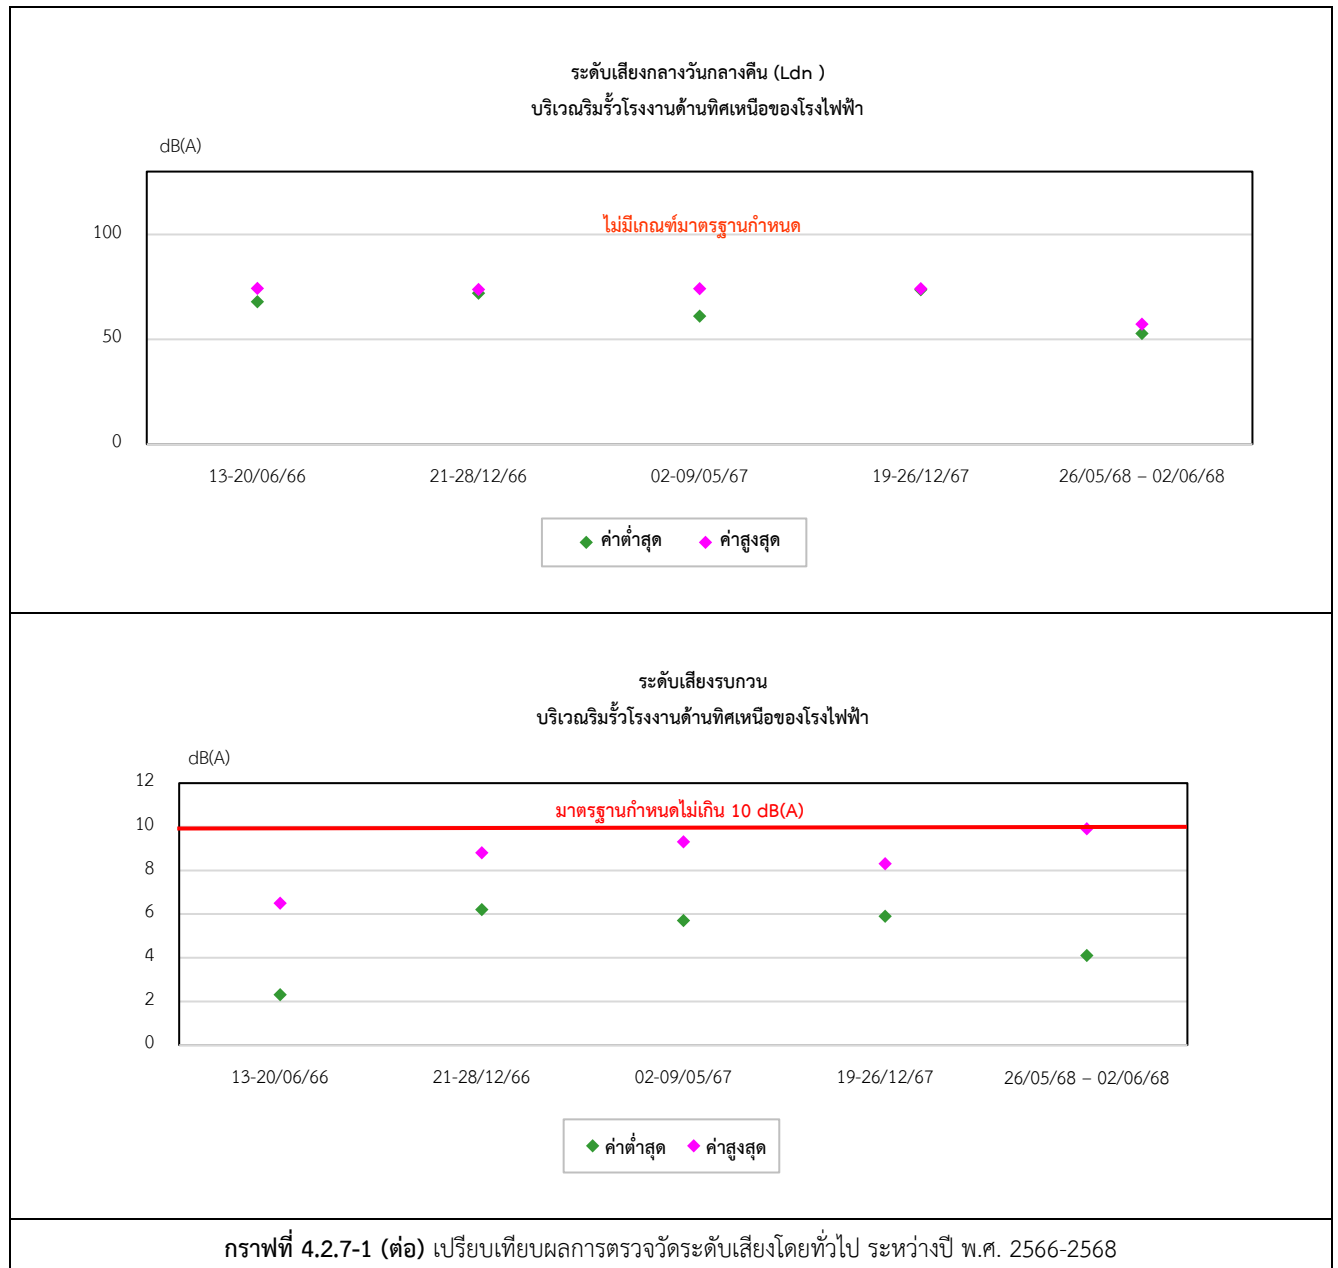 ระดับเสียงกลางวันกลางคืน (Ldn )
บริเวณริมรั้วโรงงานด้านทิศเหนือของโรงไฟฟ้า
dB(A)
ไม่มีเกณฑ์มาตรฐานกำหนด
100
50
0
13-20/06/66 21-28/12/66 02-09/05/67 19-26/12/67 26/05/68 – 02/06/68
ค่าต่ำสุด ค่าสูงสุด
ระดับเสียงรบกวน
บริเวณริมรั้วโรงงานด้านทิศเหนือของโรงไฟฟ้า
dB(A)
12
มาตรฐานกำหนดไม่เกิน 10 dB(A)
10
8
6
4
2
0
13-20/06/66 21-28/12/66 02-09/05/67 19-26/12/67 26/05/68 – 02/06/68
ค่าต่ำสุด ค่าสูงสุด
กราฟที่ 4.2.7-1 (ต่อ) เปรียบเทียบผลการตรวจวัดระดับเสียงโดยทั่วไป ระหว่างปี พ.ศ. 2566-2568